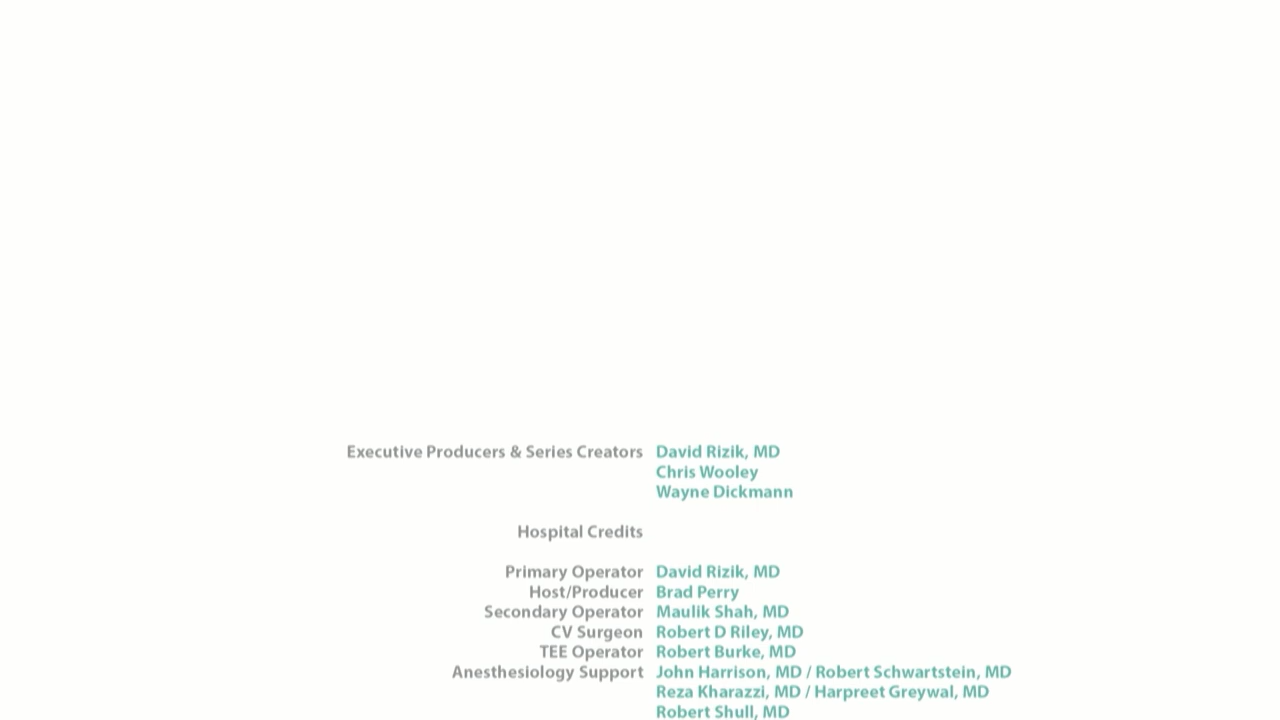 Executive Producers & Series Creators David Rizik, MD
Chris Wooley
Wayne Dickmann
Hospital Credits
Primary Operator David Rizik, MD
Host/Producer Brad Perry
Secondary Operator Maulik Shah, MD
CV Surgeon Robert D Riley, MD
TEE Operator Robert Burke, MD
Anesthesiology Support John Harrison, MD / Robert Schwartstein, MD
Reza Kharazzi, MD / Harpreet Greywal, MD
Robert Shull, MD